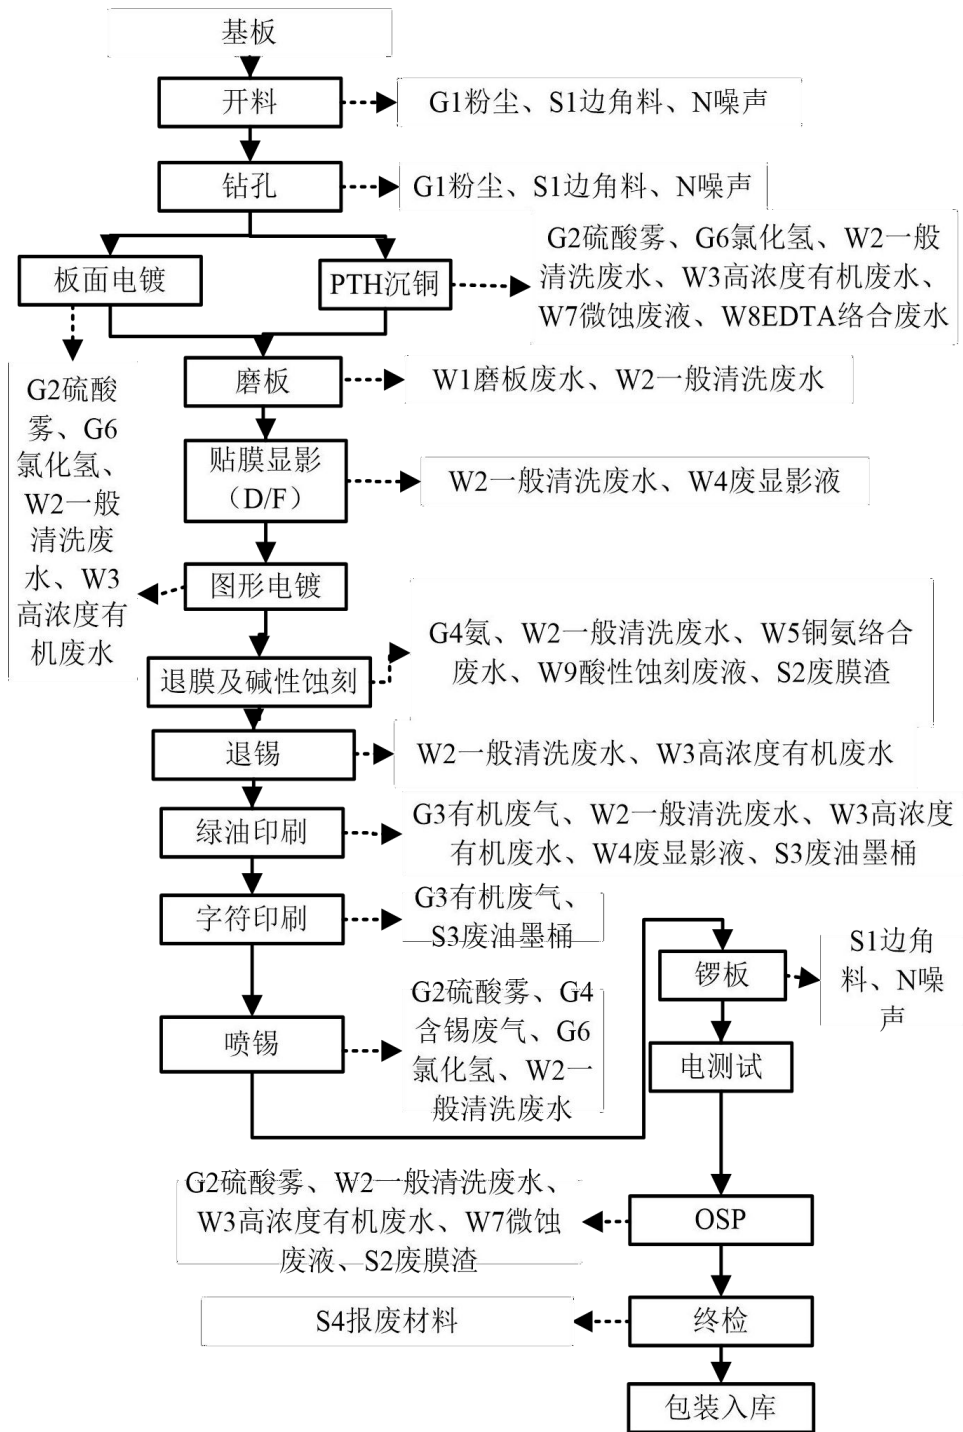 基板
开料
G1粉尘、S1边角料、N噪声
钻孔
G1粉尘、S1边角料、N噪声
板面电镀
PTH沉铜
G2硫酸雾、G6氯化氢、W2一般
清洗废水、W3高浓度有机废水、
W7微蚀废液、W8EDTA络合废水
磨板
W1磨板废水、W2一般清洗废水
G2硫酸
雾、G6
氯化氢、
W2一般
清洗废
水、W3
高浓度有
机废水
贴膜显影
（D/F）
W2一般清洗废水、W4废显影液
图形电镀
退膜及碱性蚀刻
G4氨、W2一般清洗废水、W5铜氨络合
废水、W9酸性蚀刻废液、S2废膜渣
退锡
W2一般清洗废水、W3高浓度有机废水
绿油印刷
G3有机废气、W2一般清洗废水、W3高浓度
有机废水、W4废显影液、S3废油墨桶
字符印刷
G3有机废气、
S3废油墨桶
喷锡
G2硫酸雾、G4
含锡废气、G6
氯化氢、W2一
般清洗废水
锣板
S1边角
料、N噪
声
电测试
OSP
G2硫酸雾、W2一般清洗废水、
W3高浓度有机废水、W7微蚀
废液、S2废膜渣
终检
S4报废材料
包装入库